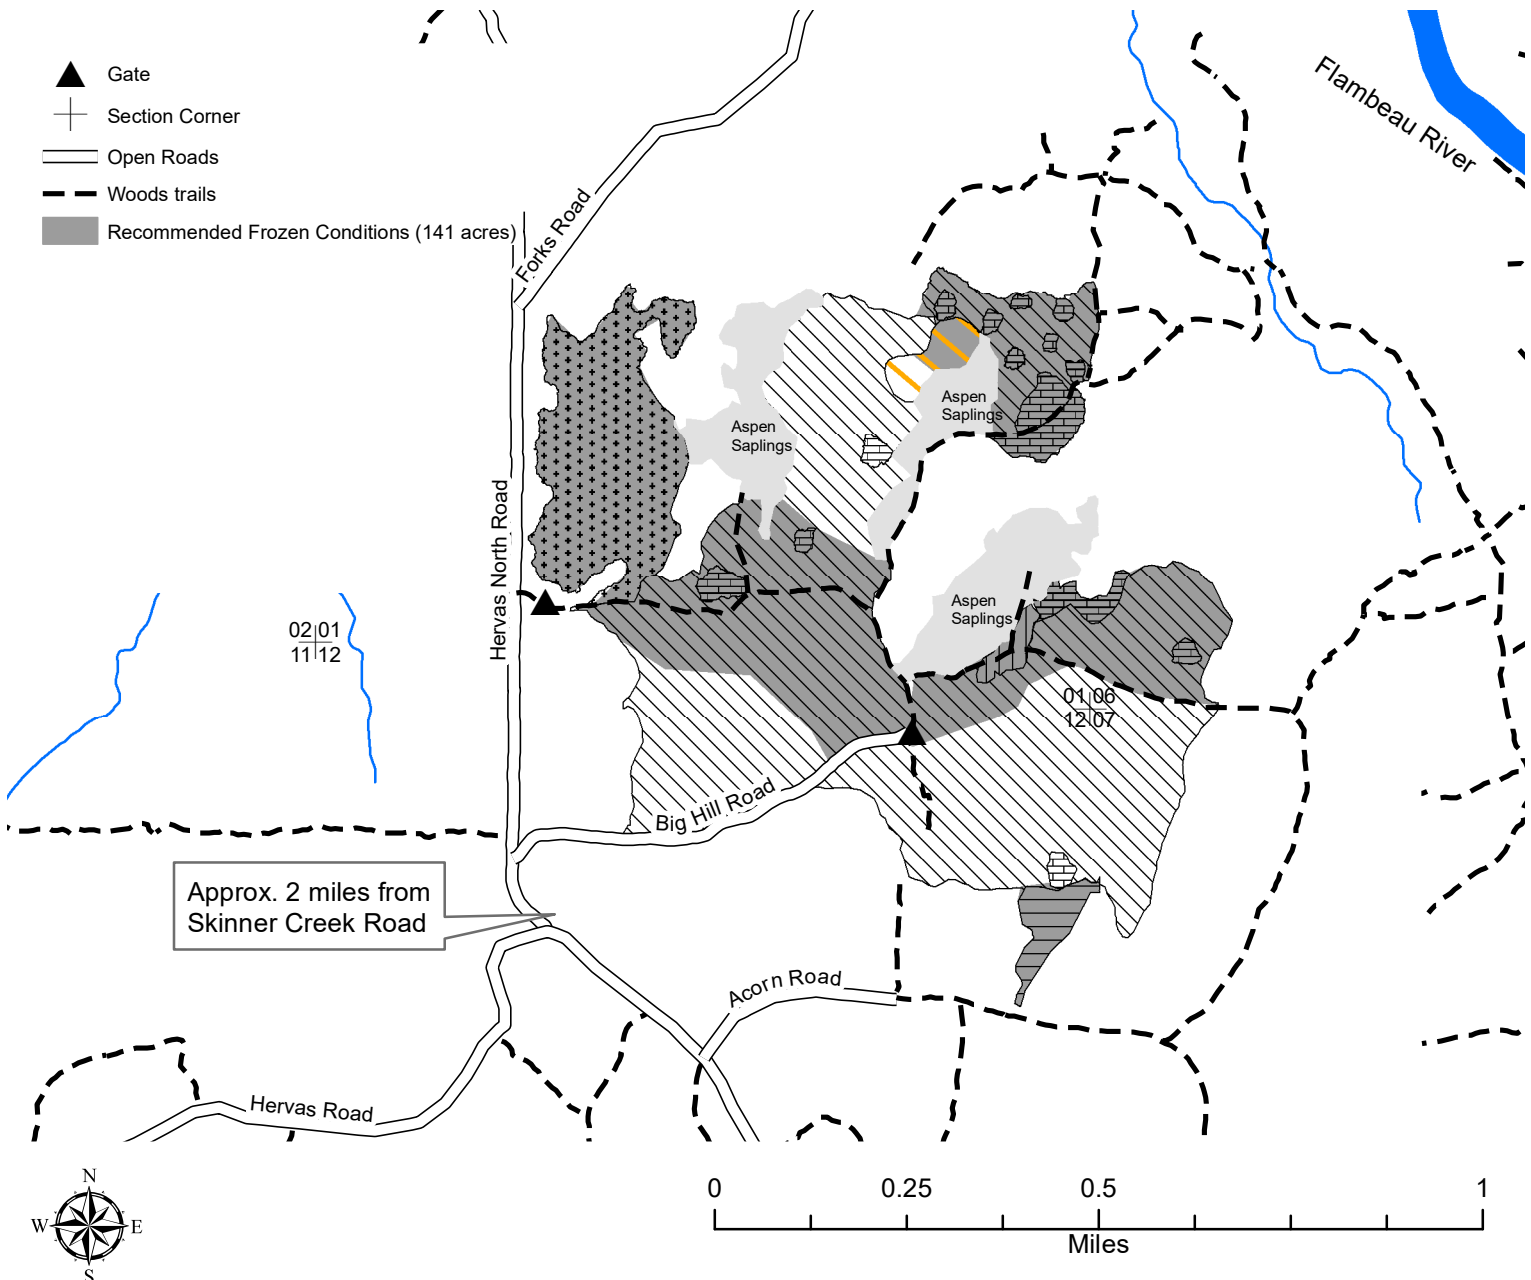 Gate
Section Corner
Open Roads
Woods trails
Recommended Frozen Conditions (141 acres)
Flambeau River
Forks Road
Aspen
Saplings
Aspen
Saplings
Hervas North Road
Aspen
Saplings
02 01
11 12
01 06
12 07
Big Hill Road
Approx. 2 miles from
Skinner Creek Road
Acorn Road
Hervas Road
N
W E
S
0 0.25 0.5 1
Miles